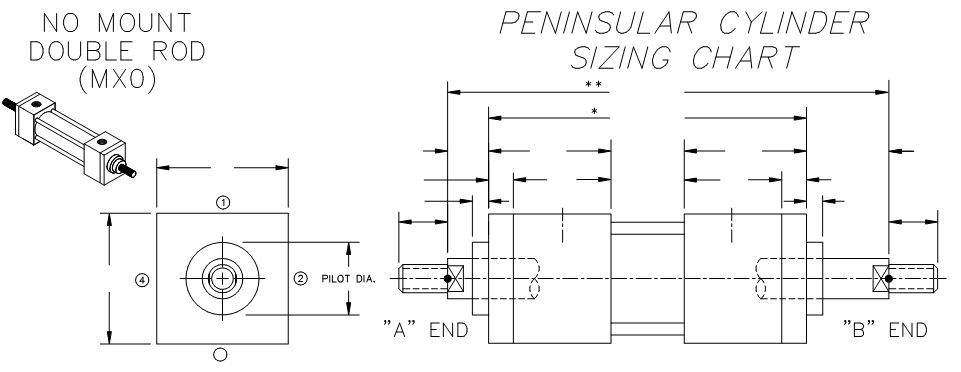 NO MOUNT
DOUBLE ROD
(MX0)
PENINSULAR CYLINDER
SIZING CHART
**
*
1
4
2
PILOT DIA.
"A" END
"B" END